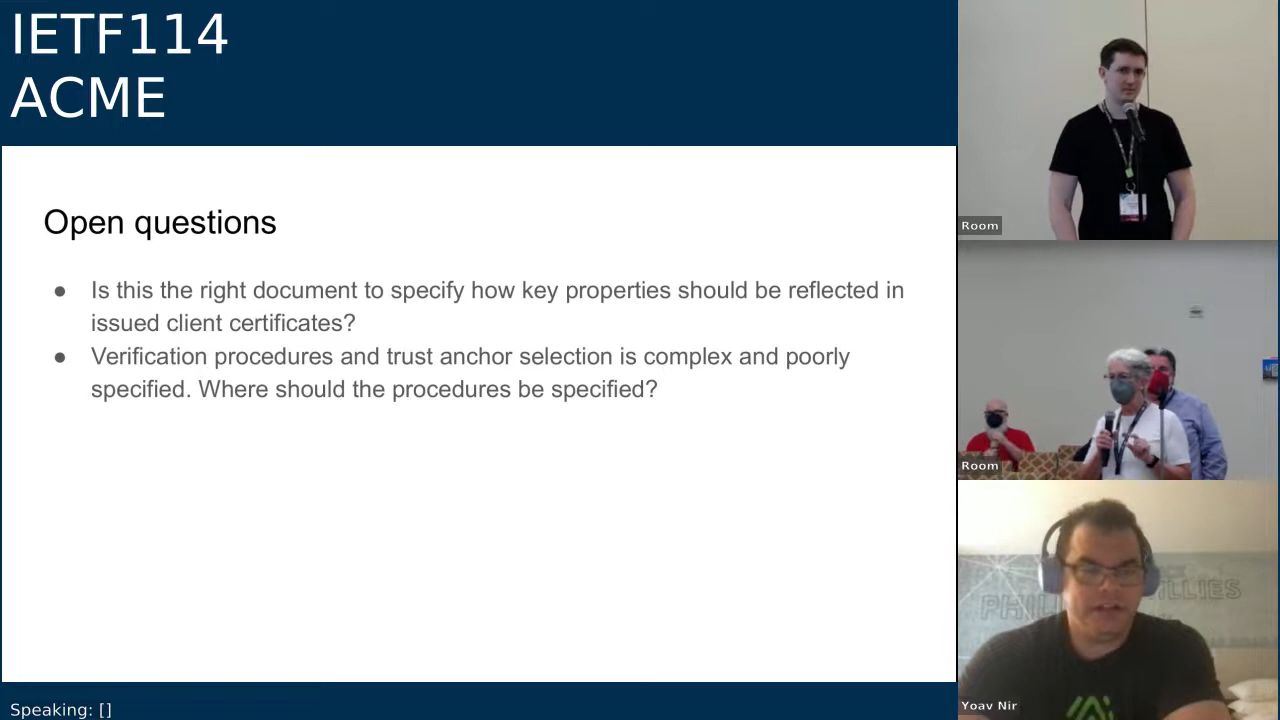 IETF114
ACME
Open questions
● Is this the right document to specify how key properties should be reflected in
issued client certificates?
● Verification procedures and trust anchor selection is complex and poorly
specified. Where should the procedures be specified?
Speaking: []
Room
Room
Yoav Nir